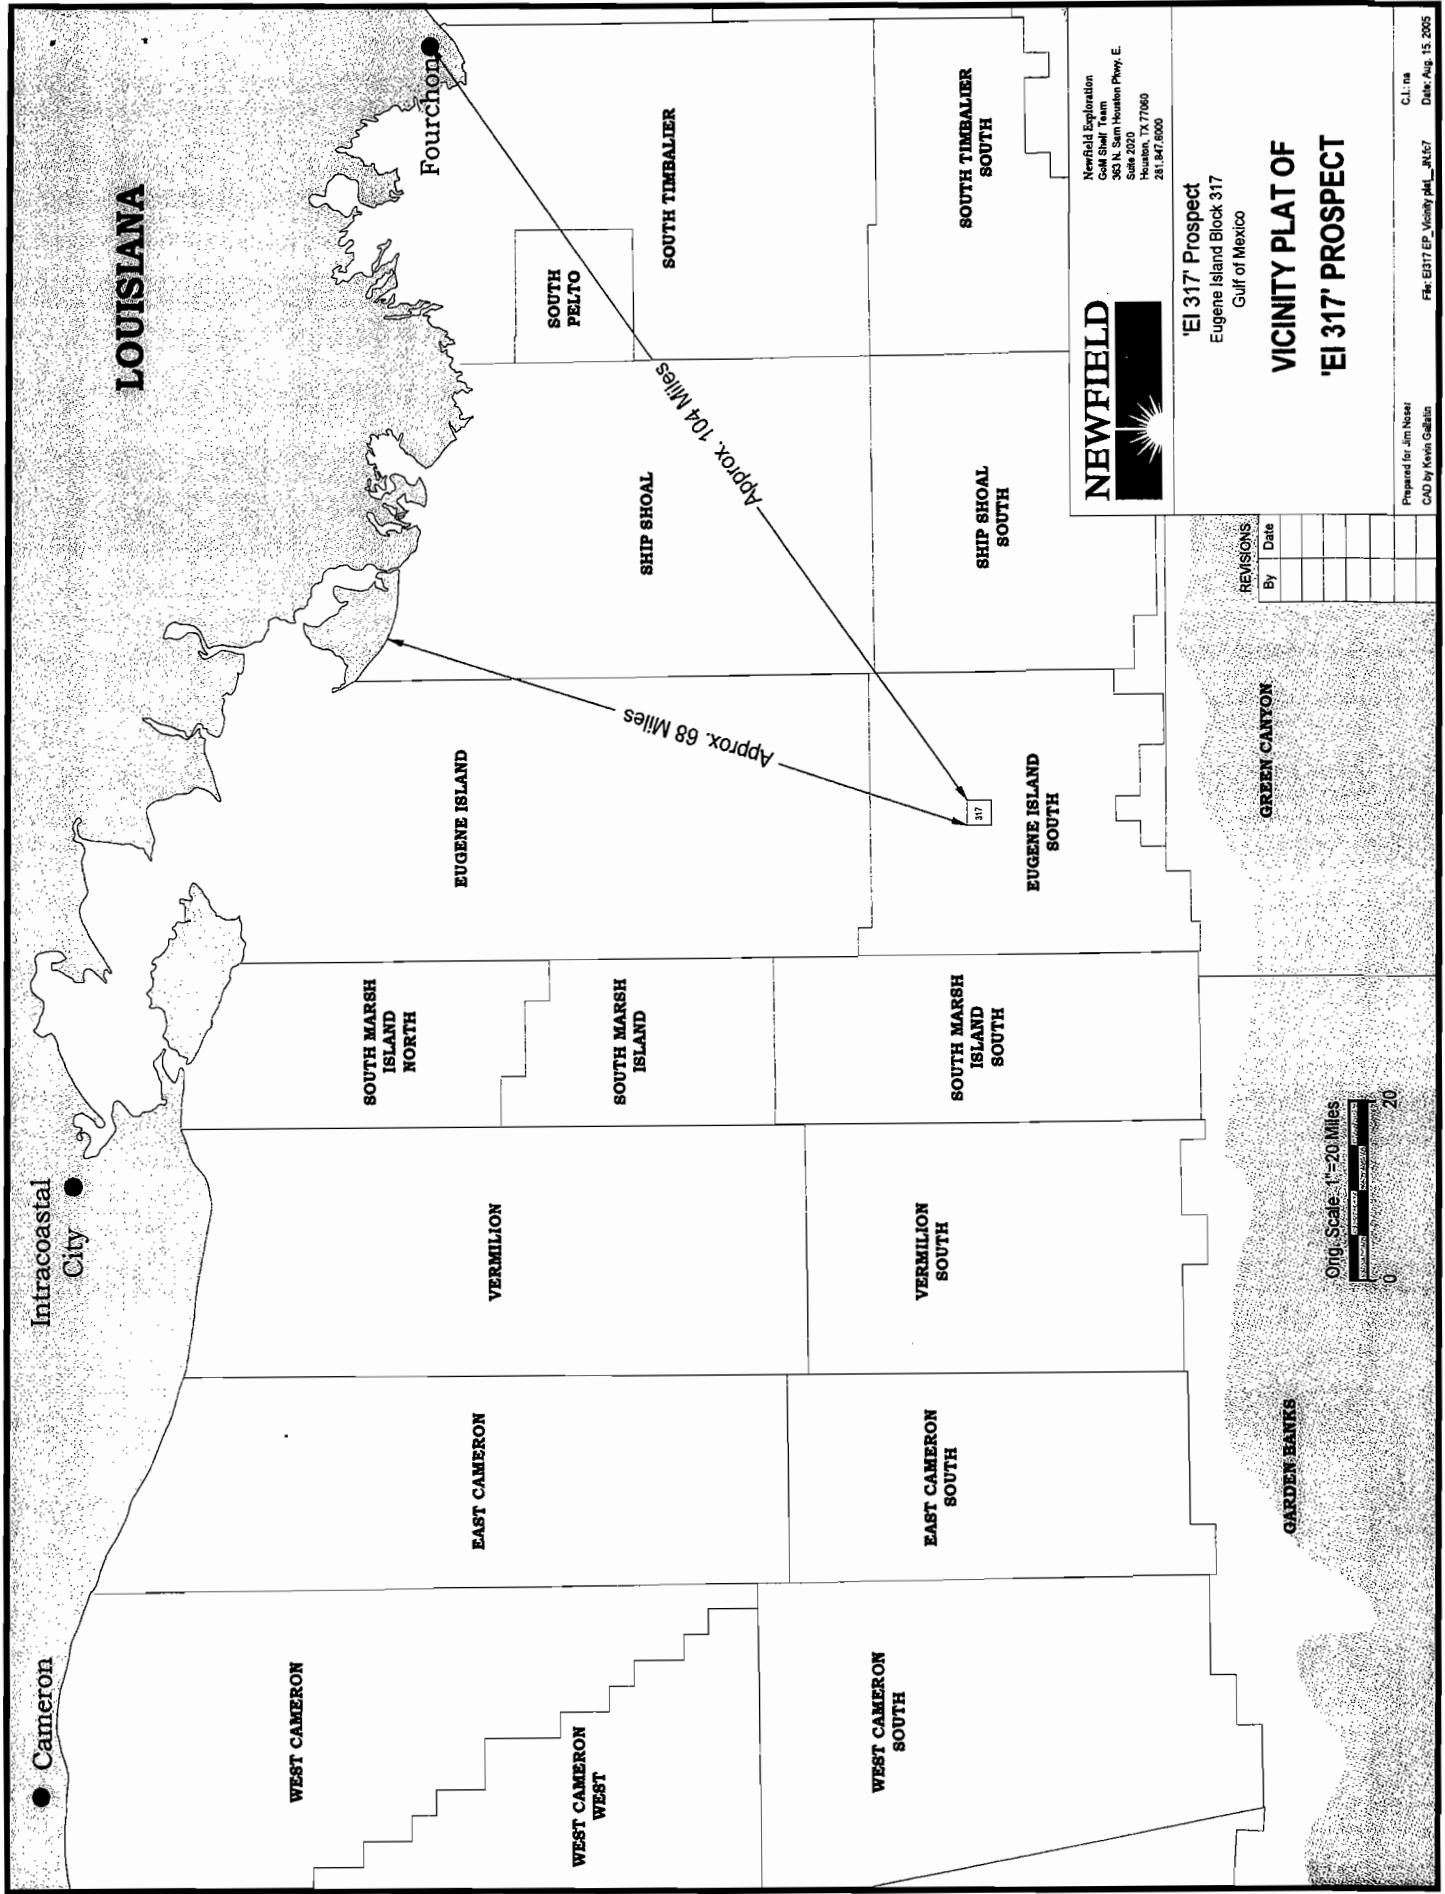 LOUISIANA
Fourchon
Intracoastal
City
Cameron
SOUTH TIMBALIER
SOUTH TIMBALIER
SOUTH
SOUTH
PELTO
SHIP SHOAL
SHIP SHOAL
SOUTH
Approx. 104 Miles
Approx. 68 Miles
EUGENE ISLAND
EUGENE ISLAND
SOUTH
317
SOUTH MARSH
ISLAND
NORTH
SOUTH MARSH
ISLAND
SOUTH MARSH
ISLAND
SOUTH
VERMILION
VERMILION
SOUTH
EAST CAMERON
EAST CAMERON
SOUTH
WEST CAMERON
WEST CAMERON
WEST
WEST CAMERON
SOUTH
GREEN CANYON
GARDEN BANKS
Orig. Scale: 1"=20 Miles
0 20
REVISIONS
By Date
NEWFIELD
Newfield Exploration
GoM Shelf Team
363 N. Sam Houston Pkwy. E.
Suite 2020
Houston, TX 77060
281.847.6000
'EI 317' Prospect
Eugene Island Block 317
Gulf of Mexico
VICINITY PLAT OF
'EI 317' PROSPECT
Prepared for Jim Noser C.I.: na
CAD by Kevin Gallatin File: EI317 EP_Vicinity plat Date: Aug. 15, 2005